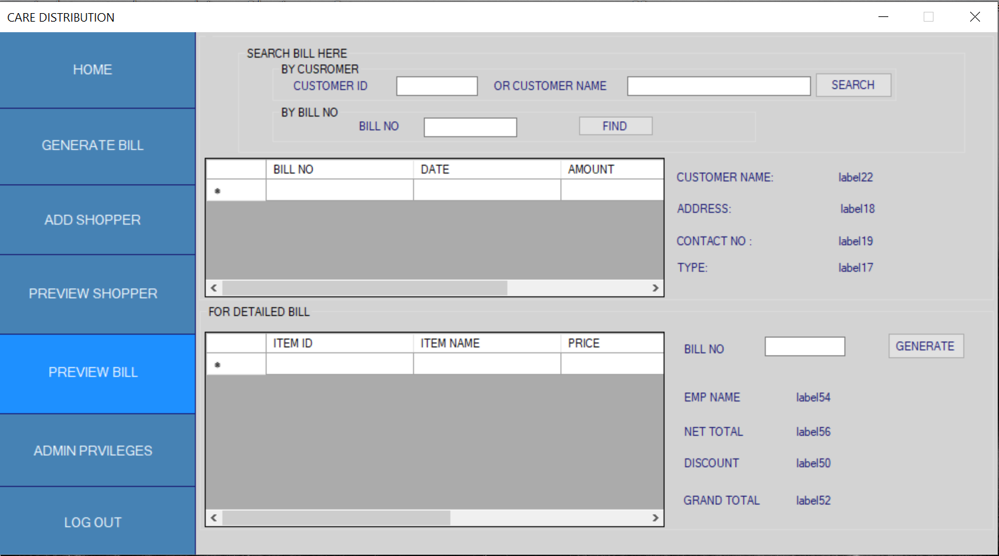 CARE DISTRIBUTION
HOME
GENERATE BILL
ADD SHOPPER
PREVIEW SHOPPER
PREVIEW BILL
ADMIN PRVILEGES
LOG OUT
SEARCH BILL HERE
BY CUSROMER
CUSTOMER ID OR CUSTOMER NAME SEARCH
BY BILL NO
BILL NO FIND
BILL NO DATE AMOUNT
CUSTOMER NAME: label22
ADDRESS: label18
CONTACT NO : label19
TYPE: label17
FOR DETAILED BILL
ITEM ID ITEM NAME PRICE
BILL NO GENERATE
EMP NAME label54
NET TOTAL label56
DISCOUNT label50
GRAND TOTAL label52